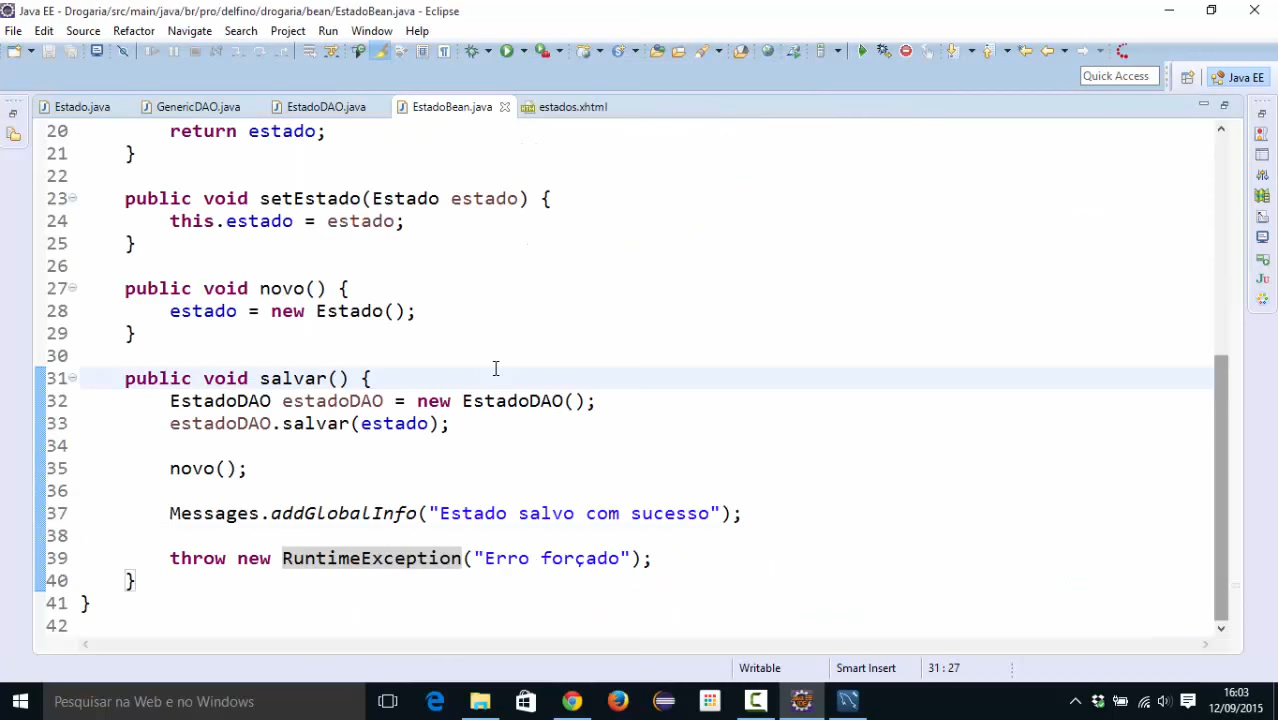 Java EE - Drogaria/src/main/java/br/pro/delfino/drogaria/bean/EstadoBean.java - Eclipse
File Edit Source Refactor Navigate Search Project Run Window Help
Quick Access Java EE
Estado.java GenericDAO.java EstadoDAO.java EstadoBean.java estados.xhtml
20 return estado;
21 }
22
23 public void setEstado(Estado estado) {
24 this.estado = estado;
25 }
26
27 public void novo() {
28 estado = new Estado();
29 }
30
31 public void salvar() {
32 EstadoDAO estadoDAO = new EstadoDAO();
33 estadoDAO.salvar(estado);
34
35 novo();
36
37 Messages.addGlobalInfo("Estado salvo com sucesso");
38
39 throw new RuntimeException("Erro forçado");
40 }
41 }
42
Writable Smart Insert 31 : 27
Pesquisar na Web e no Windows
16:03
12/09/2015